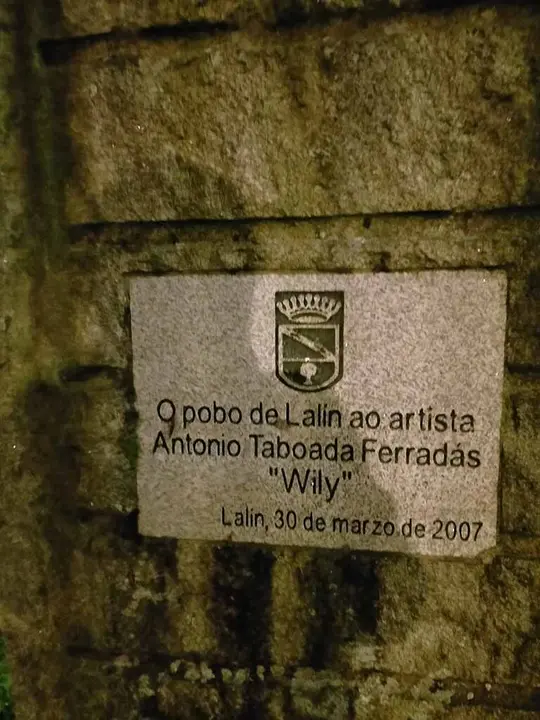 O pobo de Lalín ao artista
Antonio Taboada Ferradás
"Wily"
Lalín, 30 de marzo de 2007